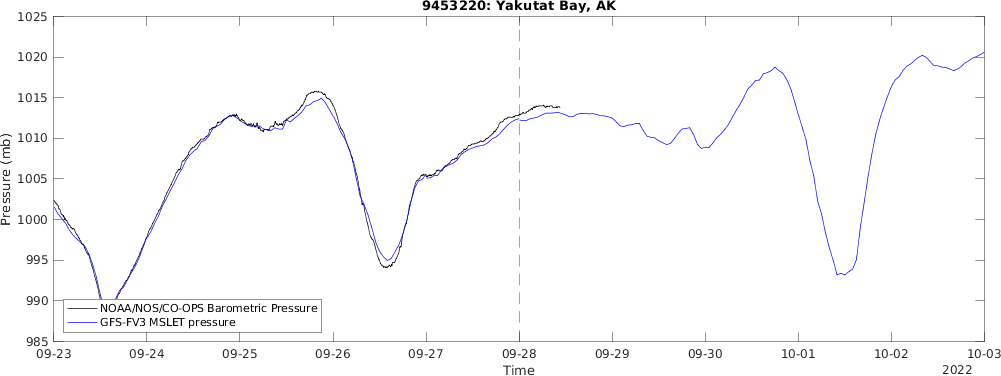 9453220: Yakutat Bay, AK
Pressure (mb)
1025
1020
1015
1010
1005
1000
995
990
985
NOAA/NOS/CO-OPS Barometric Pressure
GFS-FV3 MSLET pressure
09-23 09-24 09-25 09-26 09-27 09-28 09-29 09-30 10-01 10-02 10-03
Time
2022